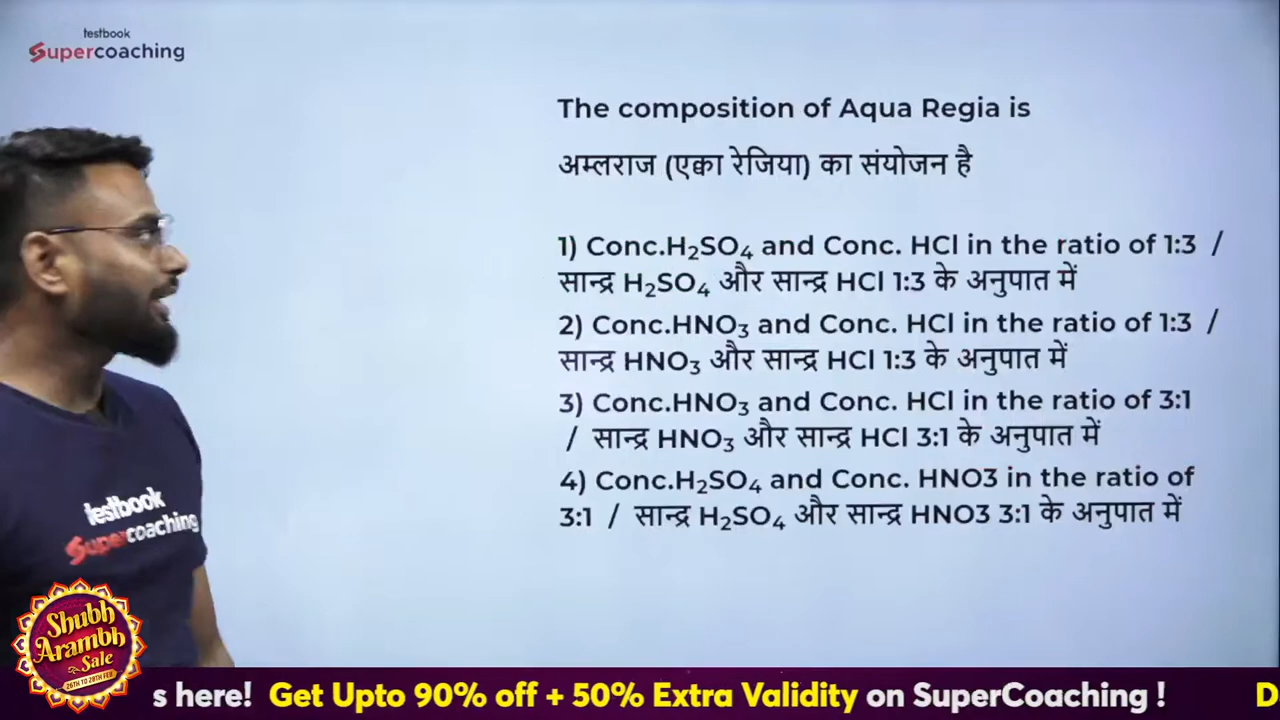 testbook
Supercoaching
The composition of Aqua Regia is
अम्लराज (एक्वा रेजिया) का संयोजन है
1) Conc.H₂SO₄ and Conc. HCl in the ratio of 1:3 /
सान्द्र H₂SO₄ और सान्द्र HCl 1:3 के अनुपात में
2) Conc.HNO₃ and Conc. HCl in the ratio of 1:3 /
सान्द्र HNO₃ और सान्द्र HCl 1:3 के अनुपात में
3) Conc.HNO₃ and Conc. HCl in the ratio of 3:1
/ सान्द्र HNO₃ और सान्द्र HCl 3:1 के अनुपात में
4) Conc.H₂SO₄ and Conc. HNO3 in the ratio of
3:1 / सान्द्र H₂SO₄ और सान्द्र HNO3 3:1 के अनुपात में
testbook
Supercoaching
Shubh
Arambh
Sale
26TH TO 28TH FEB
s here! Get Upto 90% off + 50% Extra Validity on SuperCoaching ! D